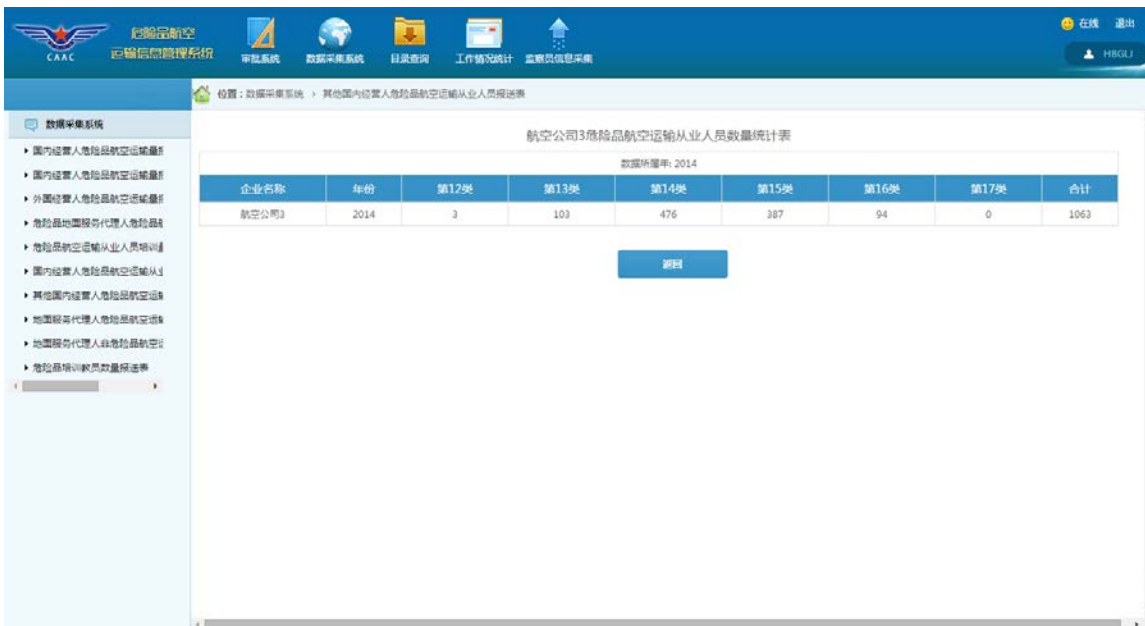 危险品航空
运输信息管理系统
CAAC
审批系统
数据采集系统
目录查询
工作情况统计
监察员信息采集
在线 退出
HBGLJ
位置：数据采集系统 › 其他国内经营人危险品航空运输从业人员报送表
数据采集系统
国内经营人危险品航空运输量
国内经营人危险品航空运输量
外国经营人危险品航空运输量
危险品地面服务代理人危险品
危险品航空运输从业人员培训
国内经营人危险品航空运输从
其他国内经营人危险品航空运
地面服务代理人危险品航空运
地面服务代理人非危险品航空
危险品培训教员数量报送表
航空公司3危险品航空运输从业人员数量统计表
数据所属年: 2014
企业名称 年份 第12类 第13类 第14类 第15类 第16类 第17类 合计
航空公司3 2014 3 103 476 387 94 0 1063
返回